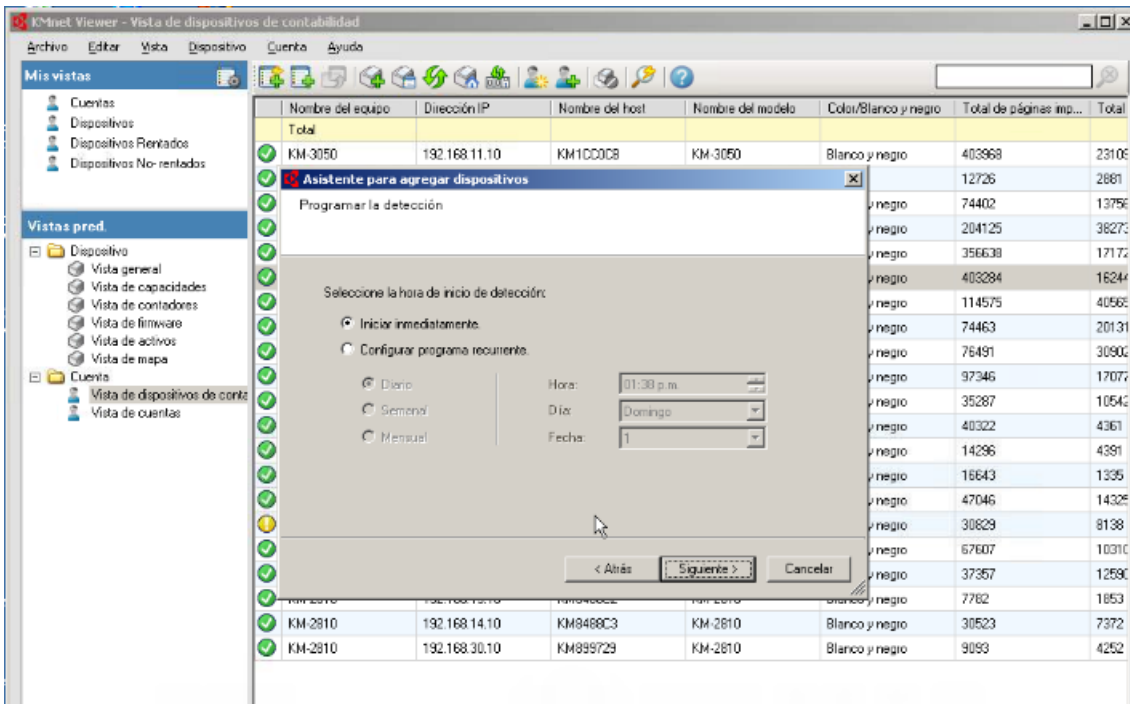 KMnet Viewer - Vista de dispositivos de contabilidad
Archivo Editar Vista Dispositivo Cuenta Ayuda
Mis vistas
Cuentas
Dispositivos
Dispositivos Rentados
Dispositivos No- rentados
Vistas pred.
Dispositivo
Vista general
Vista de capacidades
Vista de contadores
Vista de firmware
Vista de activos
Vista de mapa
Cuenta
Vista de dispositivos de conta
Vista de cuentas
Nombre del equipo Dirección IP Nombre del host Nombre del modelo Color/Blanco y negro Total de páginas imp... Total
Total
KM-3050 192.168.11.10 KM1CC0C8 KM-3050 Blanco y negro 403968 23109
12726 2881
y negro 74402 13756
y negro 204125 38273
y negro 356638 17172
y negro 403284 16244
y negro 114575 40565
y negro 74463 20131
y negro 76491 30902
y negro 97346 17077
y negro 35287 10542
y negro 40322 4361
y negro 14296 4391
y negro 16643 1335
y negro 47046 14325
y negro 30829 8138
y negro 67607 10310
y negro 37357 12590
7782 1853
KM-2810 192.168.14.10 KM8488C3 KM-2810 Blanco y negro 30523 7372
KM-2810 192.168.30.10 KM899729 KM-2810 Blanco y negro 9093 4252
Asistente para agregar dispositivos
Programar la detección
Seleccione la hora de inicio de detección:
Iniciar inmediatamente.
Configurar programa recurrente.
Diario Hora: 01:38 p.m.
Semanal Día: Domingo
Mensual Fecha: 1
< Atrás Siguiente > Cancelar